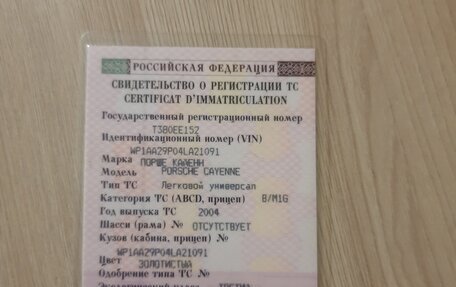 РОССИЙСКАЯ ФЕДЕРАЦИЯ
СВИДЕТЕЛЬСТВО О РЕГИСТРАЦИИ ТС
CERTIFICAT D'IMMATRICULATION
Государственный регистрационный номер
Т380ЕЕ152
Идентификационный номер (VIN)
WP1AA29P04LA21091
Марка ПОРШЕ КАЙЕНН
Модель PORSCHE CAYENNE
Тип ТС Легковой универсал
Категория ТС (ABCD, прицеп) B/M1G
Год выпуска ТС 2004
Шасси (рама) № ОТСУТСТВУЕТ
Кузов (кабина, прицеп) №
WP1AA29P04LA21091
Цвет ЗОЛОТИСТЫЙ
Одобрение типа ТС №
Экологический класс